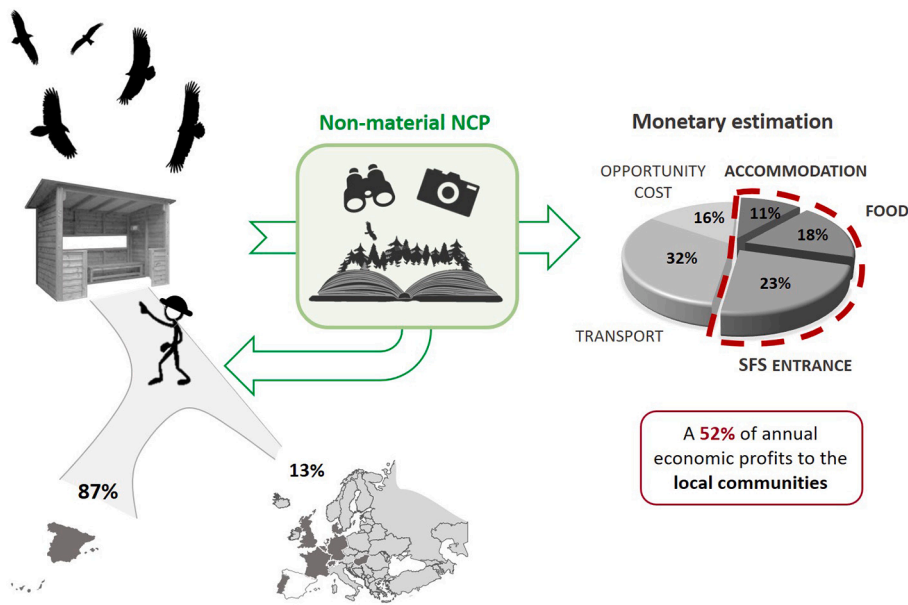 Non-material NCP
Monetary estimation
OPPORTUNITY
COST
ACCOMMODATION
FOOD
16%
11%
18%
32%
23%
TRANSPORT
SFS ENTRANCE
A 52% of annual
economic profits to the
local communities
87%
13%